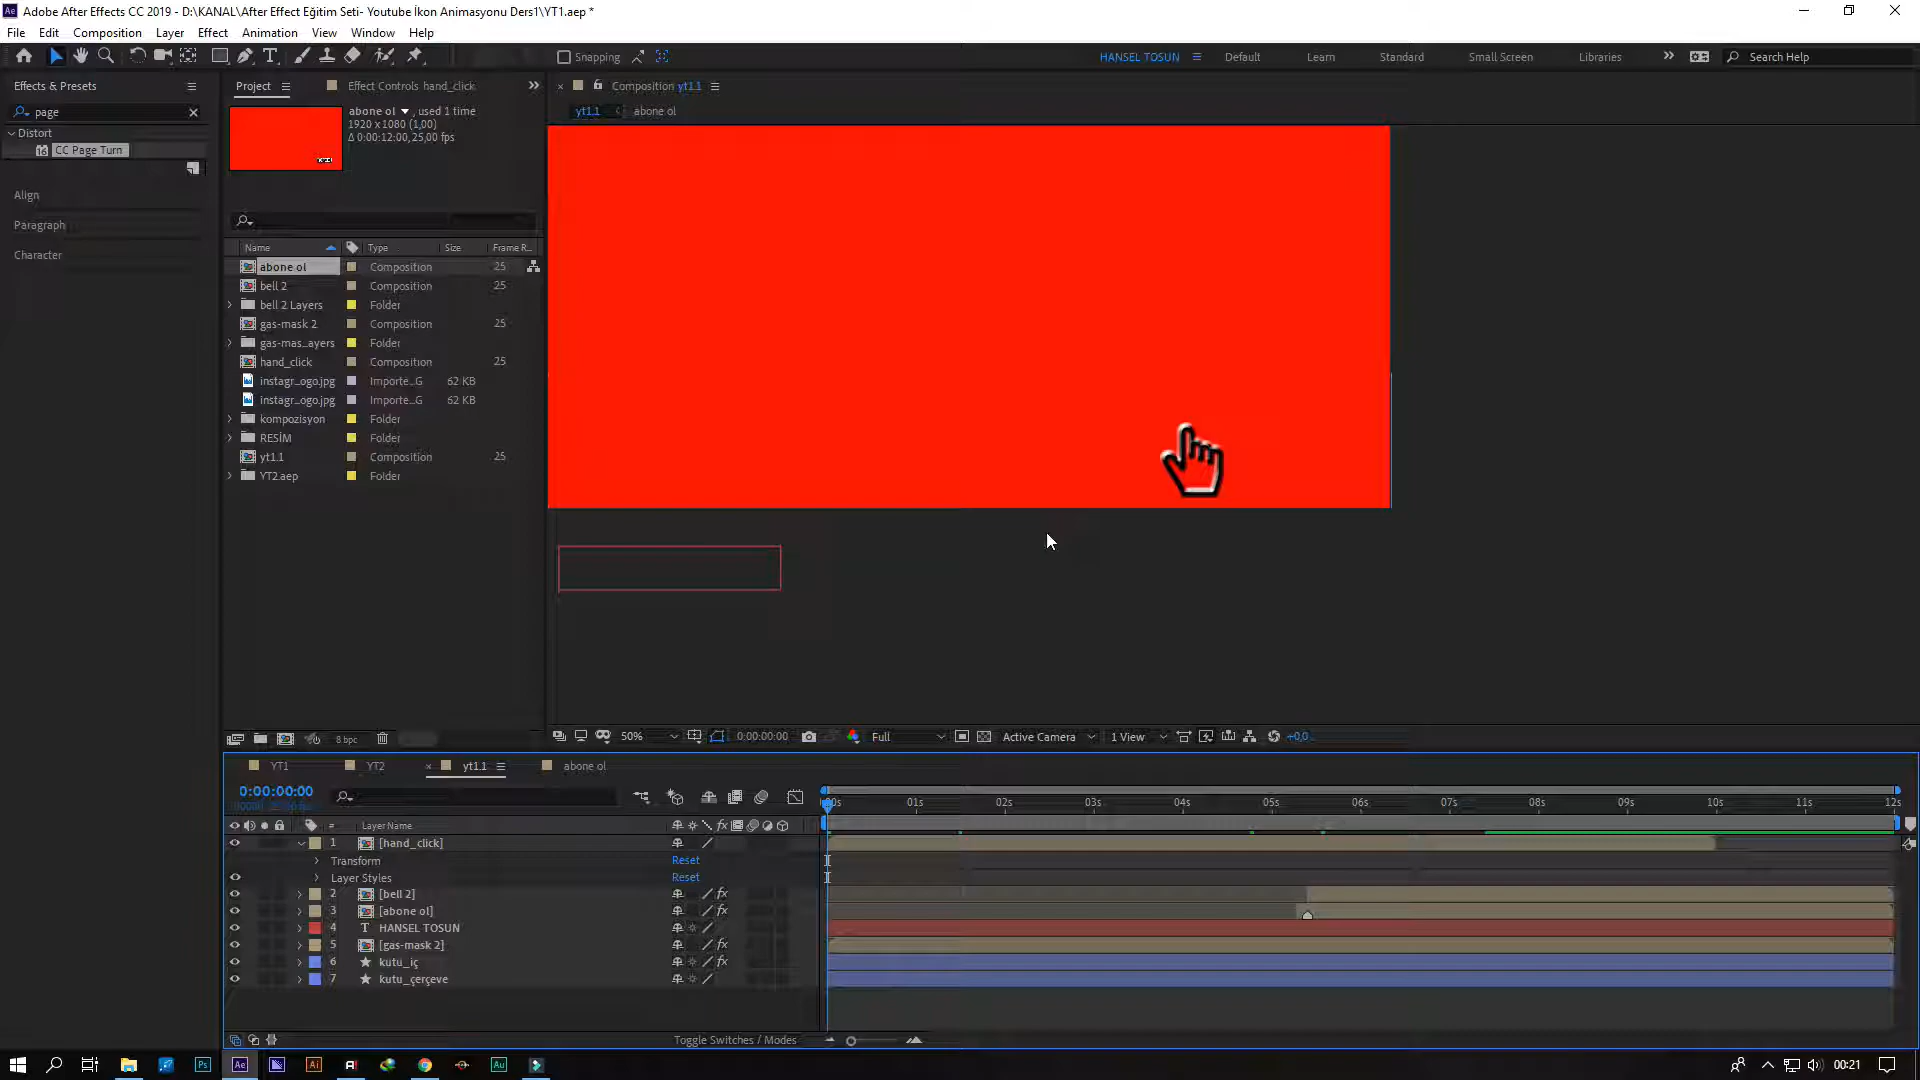 Adobe After Effects CC 2019 - D:\KANAL\After Effect Eğitim Seti- Youtube İkon Animasyonu Ders1\YT1.aep *
File Edit Composition Layer Effect Animation View Window Help
Snapping
HANSEL TOSUN Default Learn Standard Small Screen Libraries Search Help
Effects & Presets
page
Distort
CC Page Turn
Align
Paragraph
Character
Project Effect Controls hand_click
abone ol , used 1 time
1920 x 1080 (1,00)
Δ 0:00:12:00, 25,00 fps
Name Type Size Frame R...
abone ol Composition 25
bell 2 Composition 25
bell 2 Layers Folder
gas-mask 2 Composition 25
gas-mas...ayers Folder
hand_click Composition 25
instagr...ogo.jpg Importe...G 62 KB
instagr...ogo.jpg Importe...G 62 KB
kompozisyon Folder
RESİM Folder
yt1.1 Composition 25
YT2.aep Folder
8 bpc
Composition yt1.1
yt1.1 abone ol
50% 0:00:00:00 Full Active Camera 1 View +0,0
YT1 YT2 yt1.1 abone ol
0:00:00:00
01s 02s 03s 04s 05s 06s 07s 08s 09s 10s 11s 12s
# Layer Name
1 [hand_click]
Transform Reset
Layer Styles Reset
2 [bell 2]
3 [abone ol]
4 T HANSEL TOSUN
5 [gas-mask 2]
6 kutu_iç
7 kutu_çerçeve
Toggle Switches / Modes
00:21